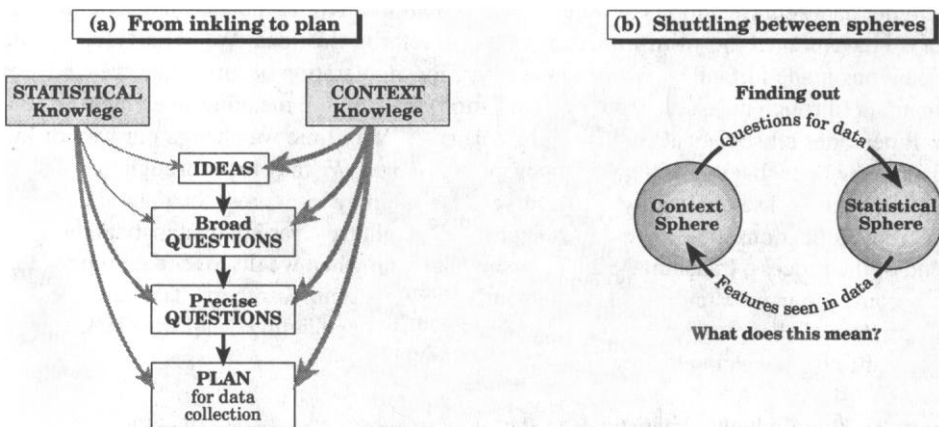 (a) From inkling to plan
STATISTICAL
Knowlege
CONTEXT
Knowlege
IDEAS
Broad
QUESTIONS
Precise
QUESTIONS
PLAN
for data
collection
(b) Shuttling between spheres
Finding out
Questions for data
Context
Sphere
Statistical
Sphere
Features seen in data
What does this mean?